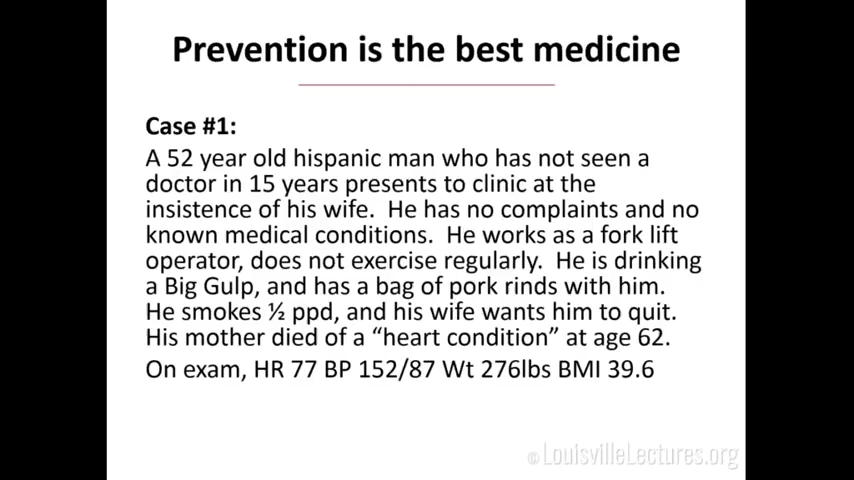 Prevention is the best medicine
Case #1:
A 52 year old hispanic man who has not seen a
doctor in 15 years presents to clinic at the
insistence of his wife.  He has no complaints and no
known medical conditions.  He works as a fork lift
operator, does not exercise regularly.  He is drinking
a Big Gulp, and has a bag of pork rinds with him.
He smokes ½ ppd, and his wife wants him to quit.
His mother died of a “heart condition” at age 62.
On exam, HR 77 BP 152/87 Wt 276lbs BMI 39.6
©LouisvilleLectures.org